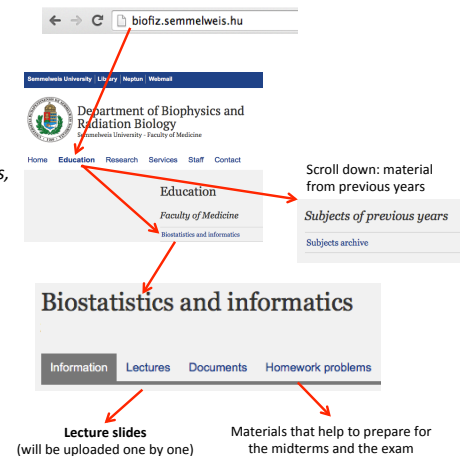 biofiz.semmelweis.hu
Semmelweis University | Library | Neptun | Webmail
Department of Biophysics and
Radiation Biology
Semmelweis University - Faculty of Medicine
Home Education Research Services Staff Contact
s,
Education
Faculty of Medicine
Biostatistics and informatics
Scroll down: material
from previous years
Subjects of previous years
Subjects archive
Biostatistics and informatics
Information Lectures Documents Homework problems
Lecture slides
(will be uploaded one by one)
Materials that help to prepare for
the midterms and the exam